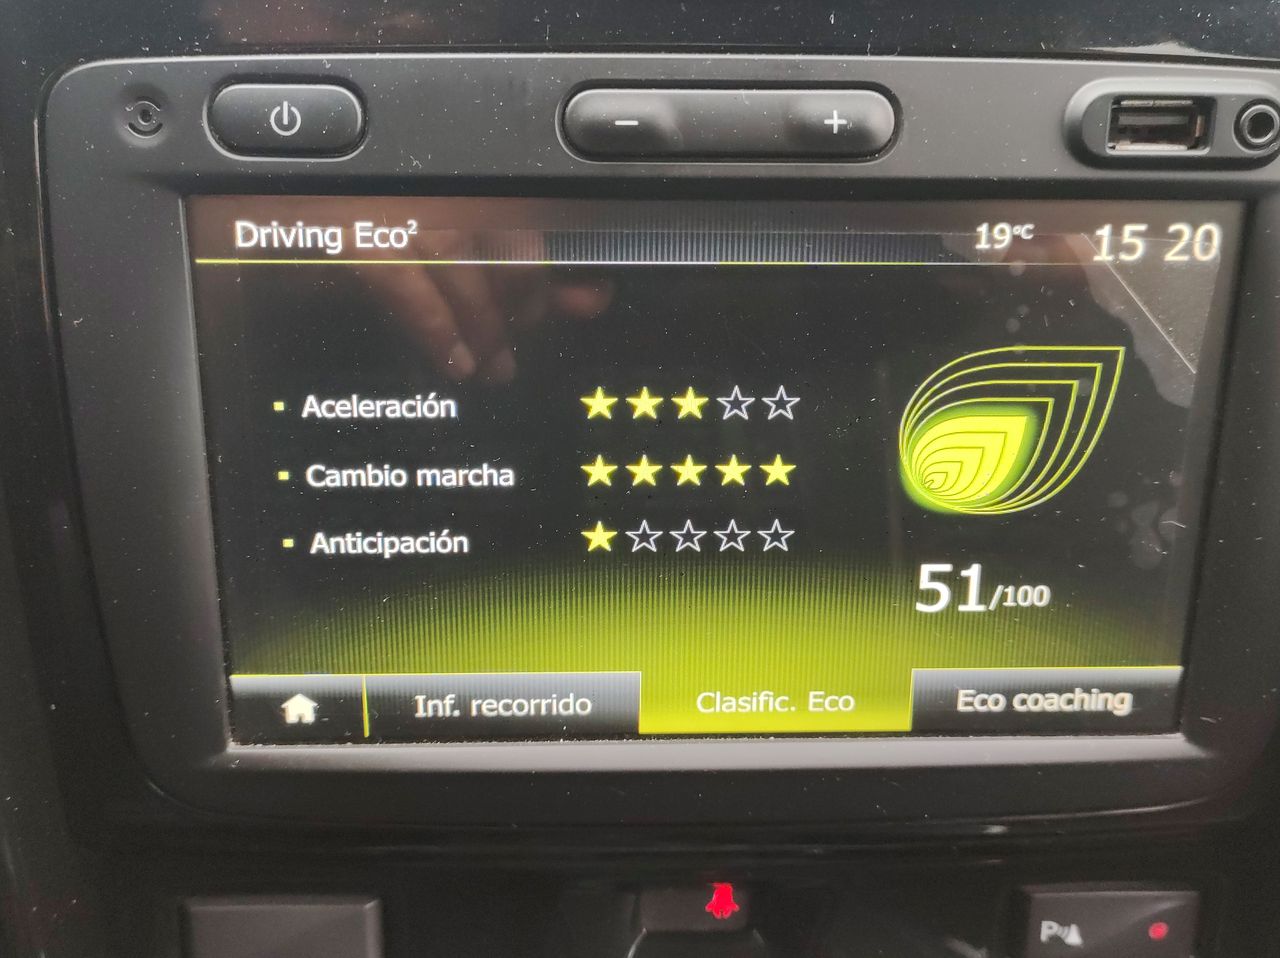 Driving Eco² 19°C 15 20
Aceleración
Cambio marcha
Anticipación
51/100
Inf. recorrido Clasific. Eco Eco coaching
P